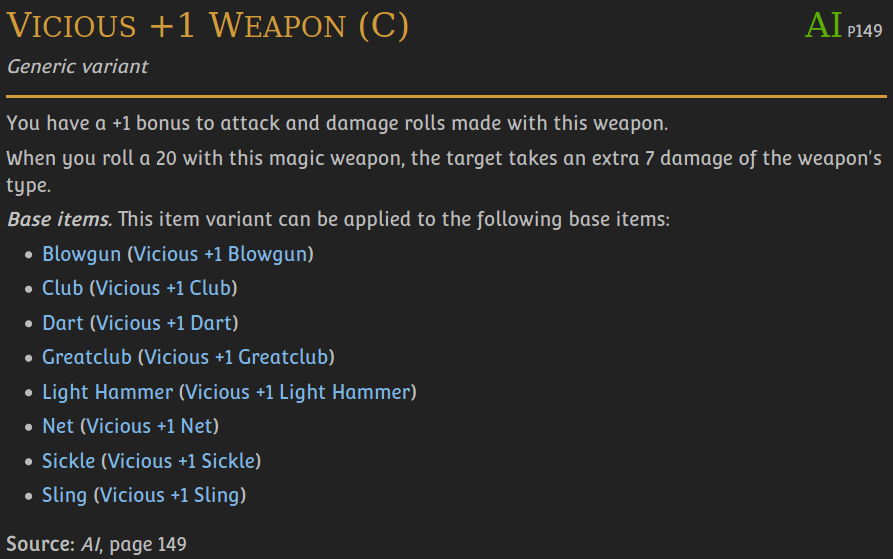 Vicious +1 Weapon (C)
AI P149
Generic variant
You have a +1 bonus to attack and damage rolls made with this weapon.
When you roll a 20 with this magic weapon, the target takes an extra 7 damage of the weapon's
type.
Base items. This item variant can be applied to the following base items:
• Blowgun (Vicious +1 Blowgun)
• Club (Vicious +1 Club)
• Dart (Vicious +1 Dart)
• Greatclub (Vicious +1 Greatclub)
• Light Hammer (Vicious +1 Light Hammer)
• Net (Vicious +1 Net)
• Sickle (Vicious +1 Sickle)
• Sling (Vicious +1 Sling)
Source: AI, page 149